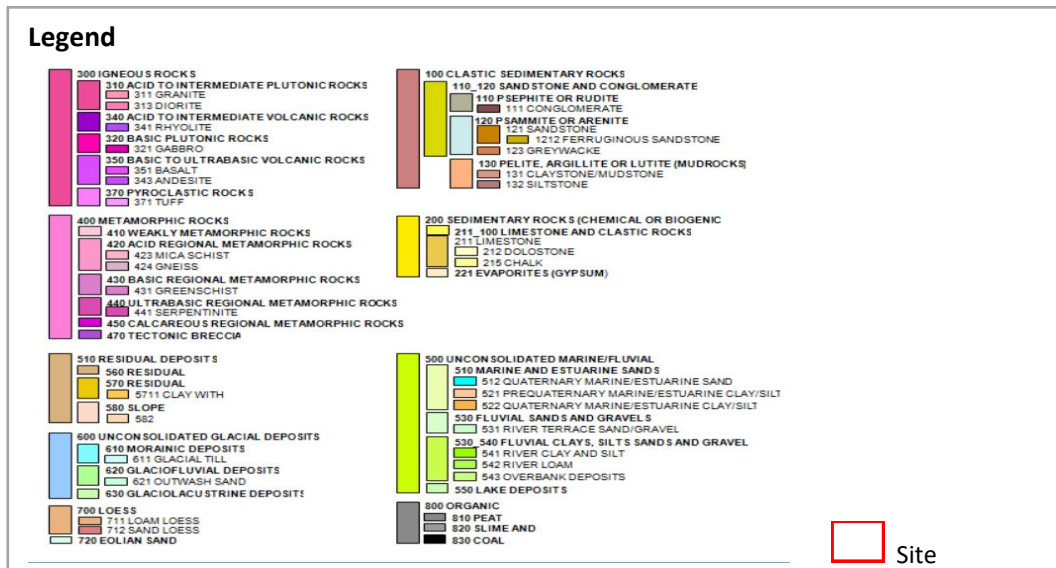 Legend
300 IGNEOUS ROCKS
310 ACID TO INTERMEDIATE PLUTONIC ROCKS
311 GRANITE
313 DIORITE
340 ACID TO INTERMEDIATE VOLCANIC ROCKS
341 RHYOLITE
320 BASIC PLUTONIC ROCKS
321 GABBRO
350 BASIC TO ULTRABASIC VOLCANIC ROCKS
351 BASALT
343 ANDESITE
370 PYROCLASTIC ROCKS
371 TUFF
400 METAMORPHIC ROCKS
410 WEAKLY METAMORPHIC ROCKS
420 ACID REGIONAL METAMORPHIC ROCKS
423 MICA SCHIST
424 GNEISS
430 BASIC REGIONAL METAMORPHIC ROCKS
431 GREENSCHIST
440 ULTRABASIC REGIONAL METAMORPHIC ROCKS
441 SERPENTINITE
450 CALCAREOUS REGIONAL METAMORPHIC ROCKS
470 TECTONIC BRECCIA
510 RESIDUAL DEPOSITS
560 RESIDUAL
570 RESIDUAL
5711 CLAY WITH
580 SLOPE
582
600 UNCONSOLIDATED GLACIAL DEPOSITS
610 MORAINIC DEPOSITS
611 GLACIAL TILL
620 GLACIOFLUVIAL DEPOSITS
621 OUTWASH SAND
630 GLACIOLACUSTRINE DEPOSITS
700 LOESS
711 LOAM LOESS
712 SAND LOESS
720 EOLIAN SAND
100 CLASTIC SEDIMENTARY ROCKS
110_120 SANDSTONE AND CONGLOMERATE
110 PSEPHITE OR RUDITE
111 CONGLOMERATE
120 PSAMMITE OR ARENITE
121 SANDSTONE
1212 FERRUGINOUS SANDSTONE
123 GREYWACKE
130 PELITE, ARGILLITE OR LUTITE (MUDROCKS)
131 CLAYSTONE/MUDSTONE
132 SILTSTONE
200 SEDIMENTARY ROCKS (CHEMICAL OR BIOGENIC
211_100 LIMESTONE AND CLASTIC ROCKS
211 LIMESTONE
212 DOLOSTONE
215 CHALK
221 EVAPORITES (GYPSUM)
500 UNCONSOLIDATED MARINE/FLUVIAL
510 MARINE AND ESTUARINE SANDS
512 QUATERNARY MARINE/ESTUARINE SAND
521 PREQUATERNARY MARINE/ESTUARINE CLAY/SILT
522 QUATERNARY MARINE/ESTUARINE CLAY/SILT
530 FLUVIAL SANDS AND GRAVELS
531 RIVER TERRACE SAND/GRAVEL
530_540 FLUVIAL CLAYS, SILTS SANDS AND GRAVEL
541 RIVER CLAY AND SILT
542 RIVER LOAM
543 OVERBANK DEPOSITS
550 LAKE DEPOSITS
800 ORGANIC
810 PEAT
820 SLIME AND
830 COAL
Site